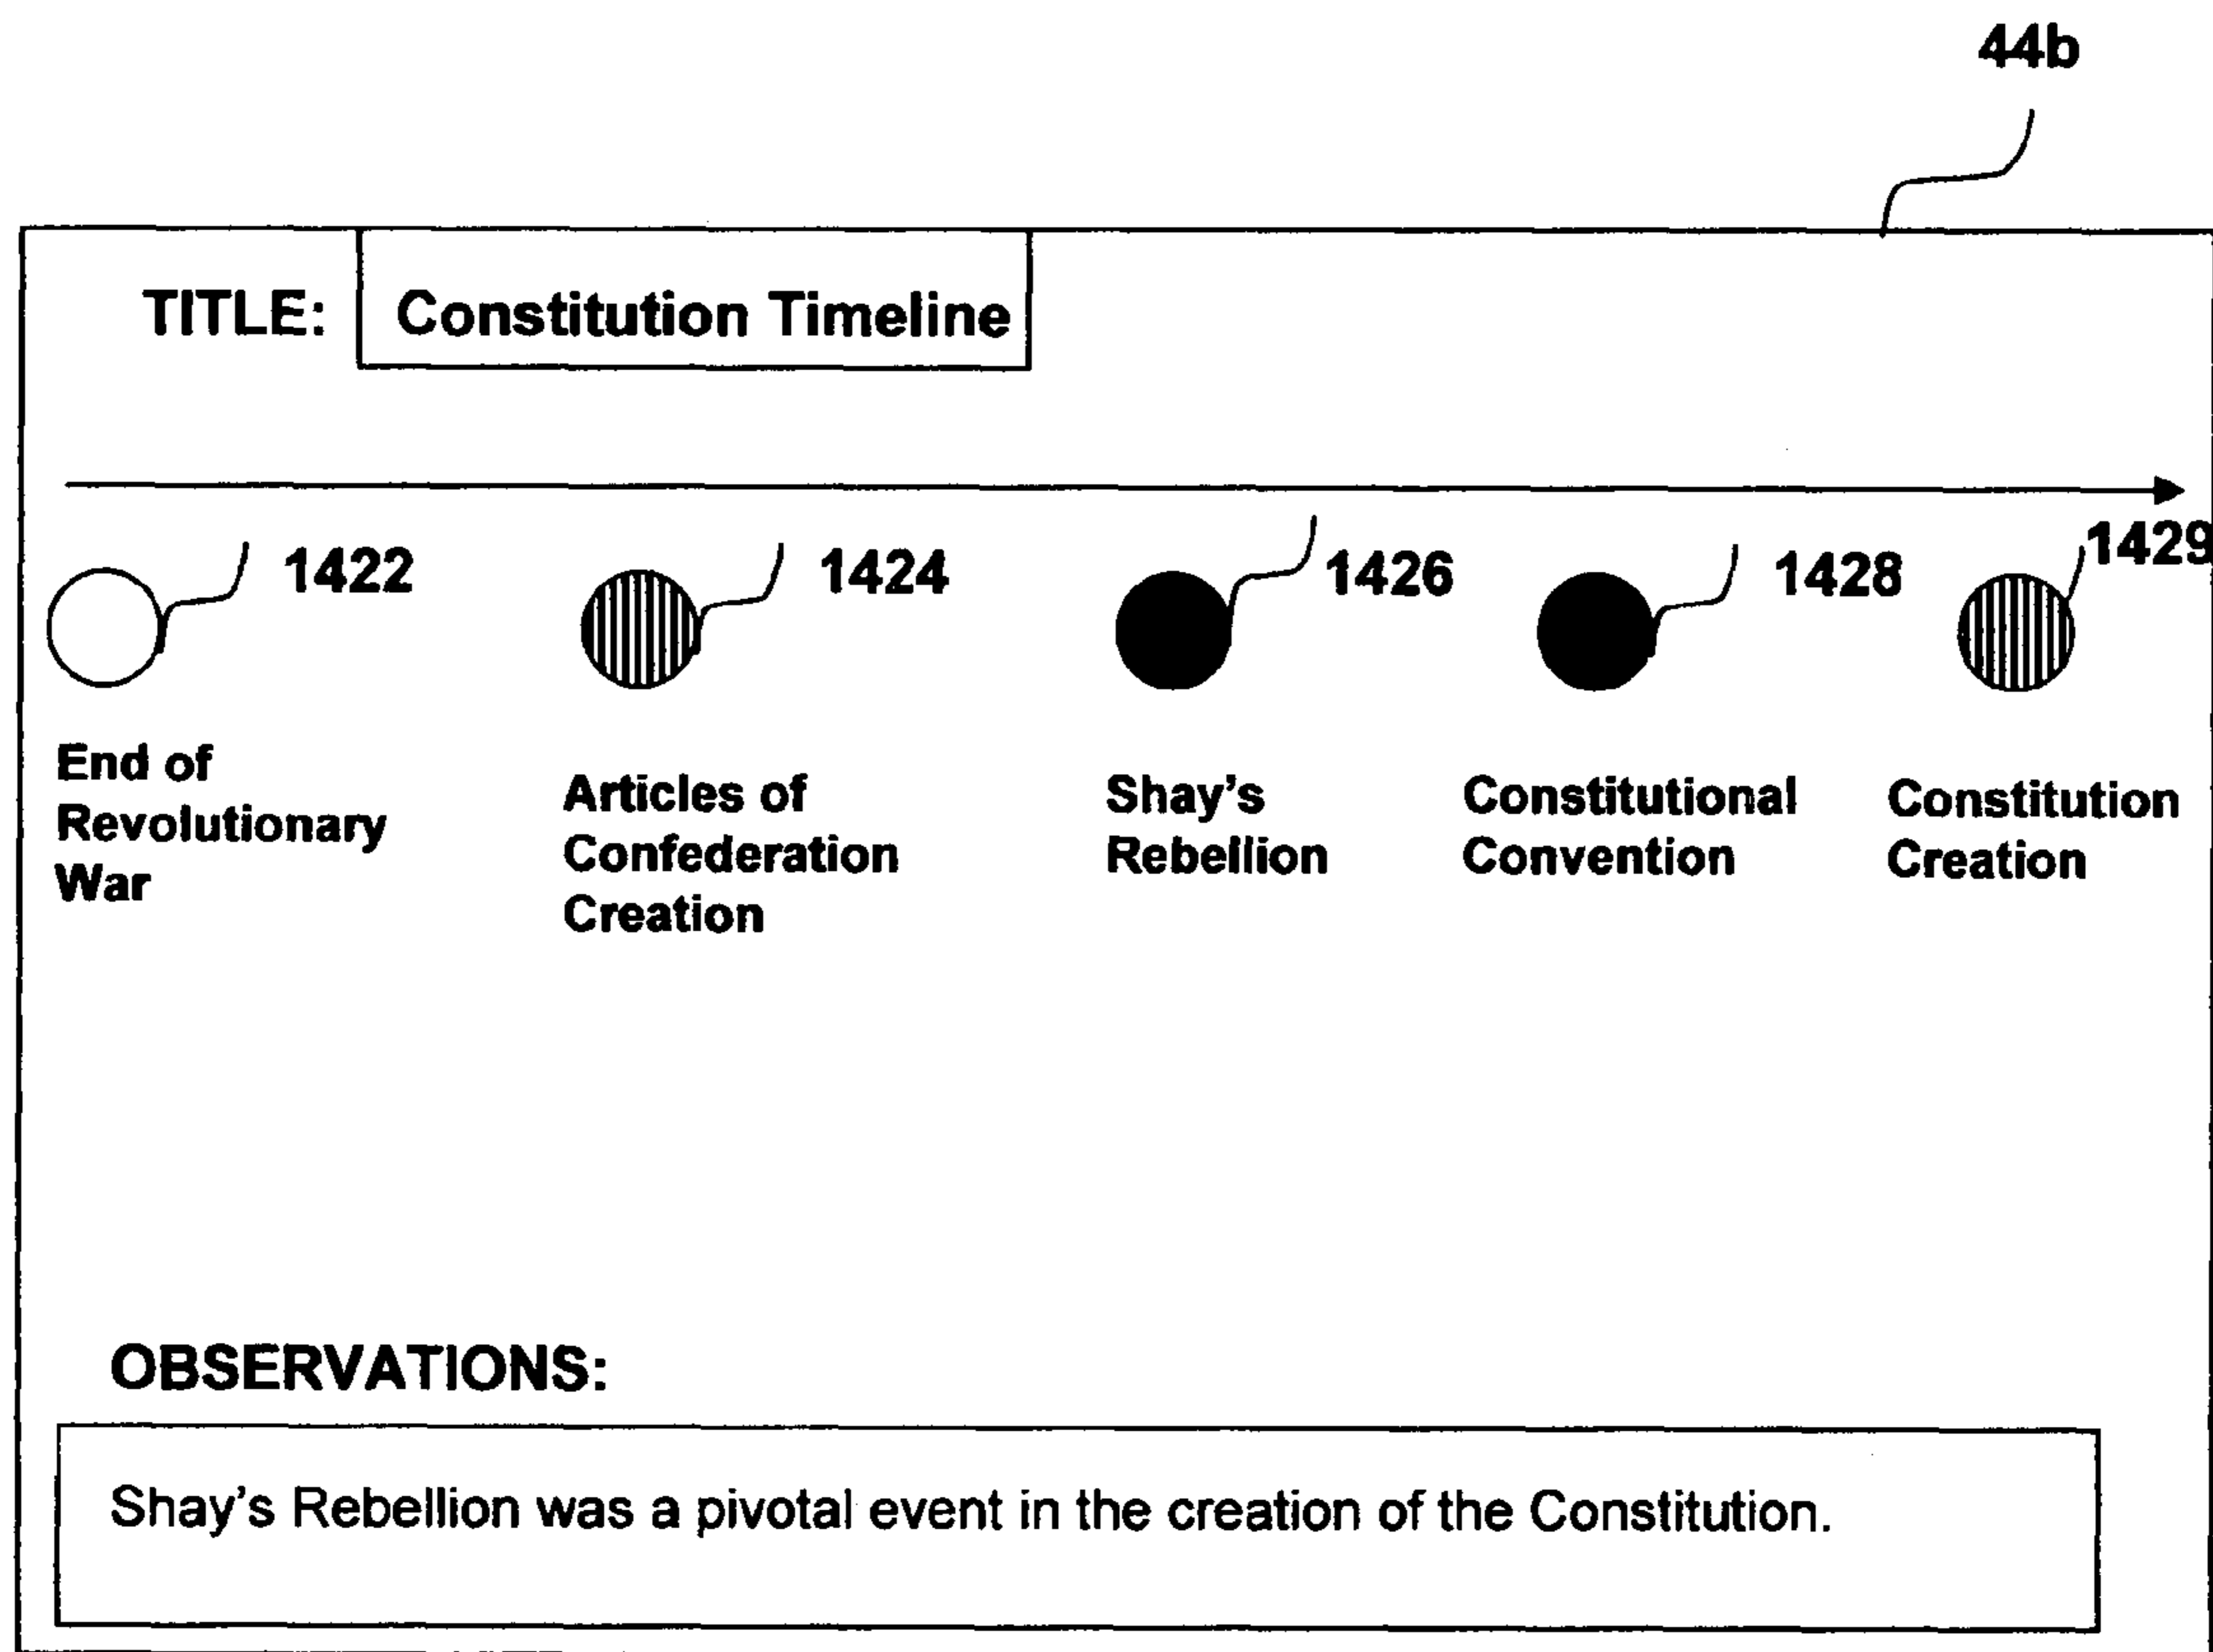 44b
TITLE: Constitution Timeline
1422 1424 1426 1428 1429
End of
Revolutionary
War
Articles of
Confederation
Creation
Shay's
Rebellion
Constitutional
Convention
Constitution
Creation
OBSERVATIONS:
Shay's Rebellion was a pivotal event in the creation of the Constitution.